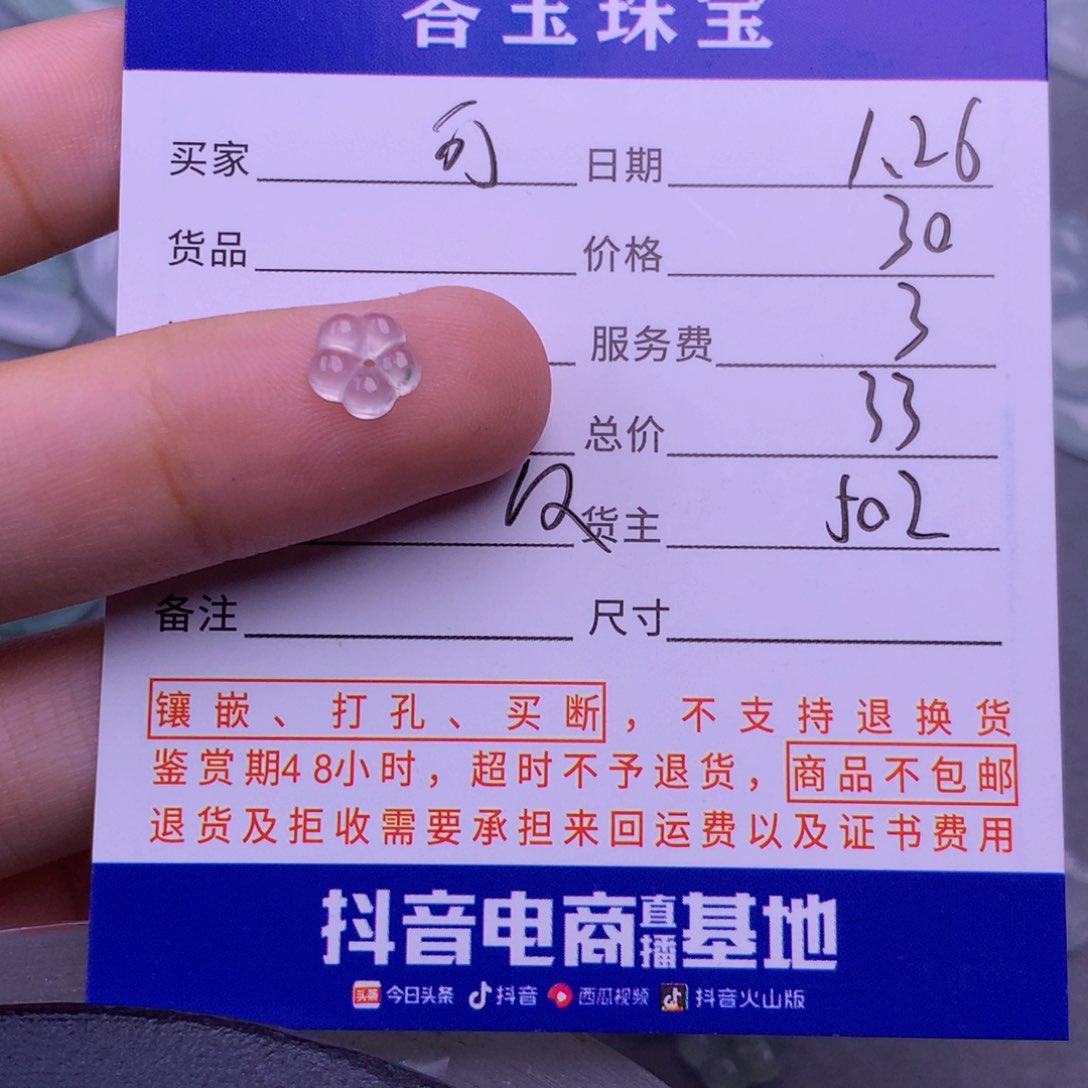 玉珠宝
买家 日期 1.26
货品 价格 30
服务费 3
总价 33
货主 502
备注 尺寸
镶嵌、打孔、买断，不支持退换货
鉴赏期48小时，超时不予退货，商品不包邮
退货及拒收需要承担来回运费以及证书费用
抖音电商直播基地
头条 今日头条 抖音 西瓜视频 抖音火山版